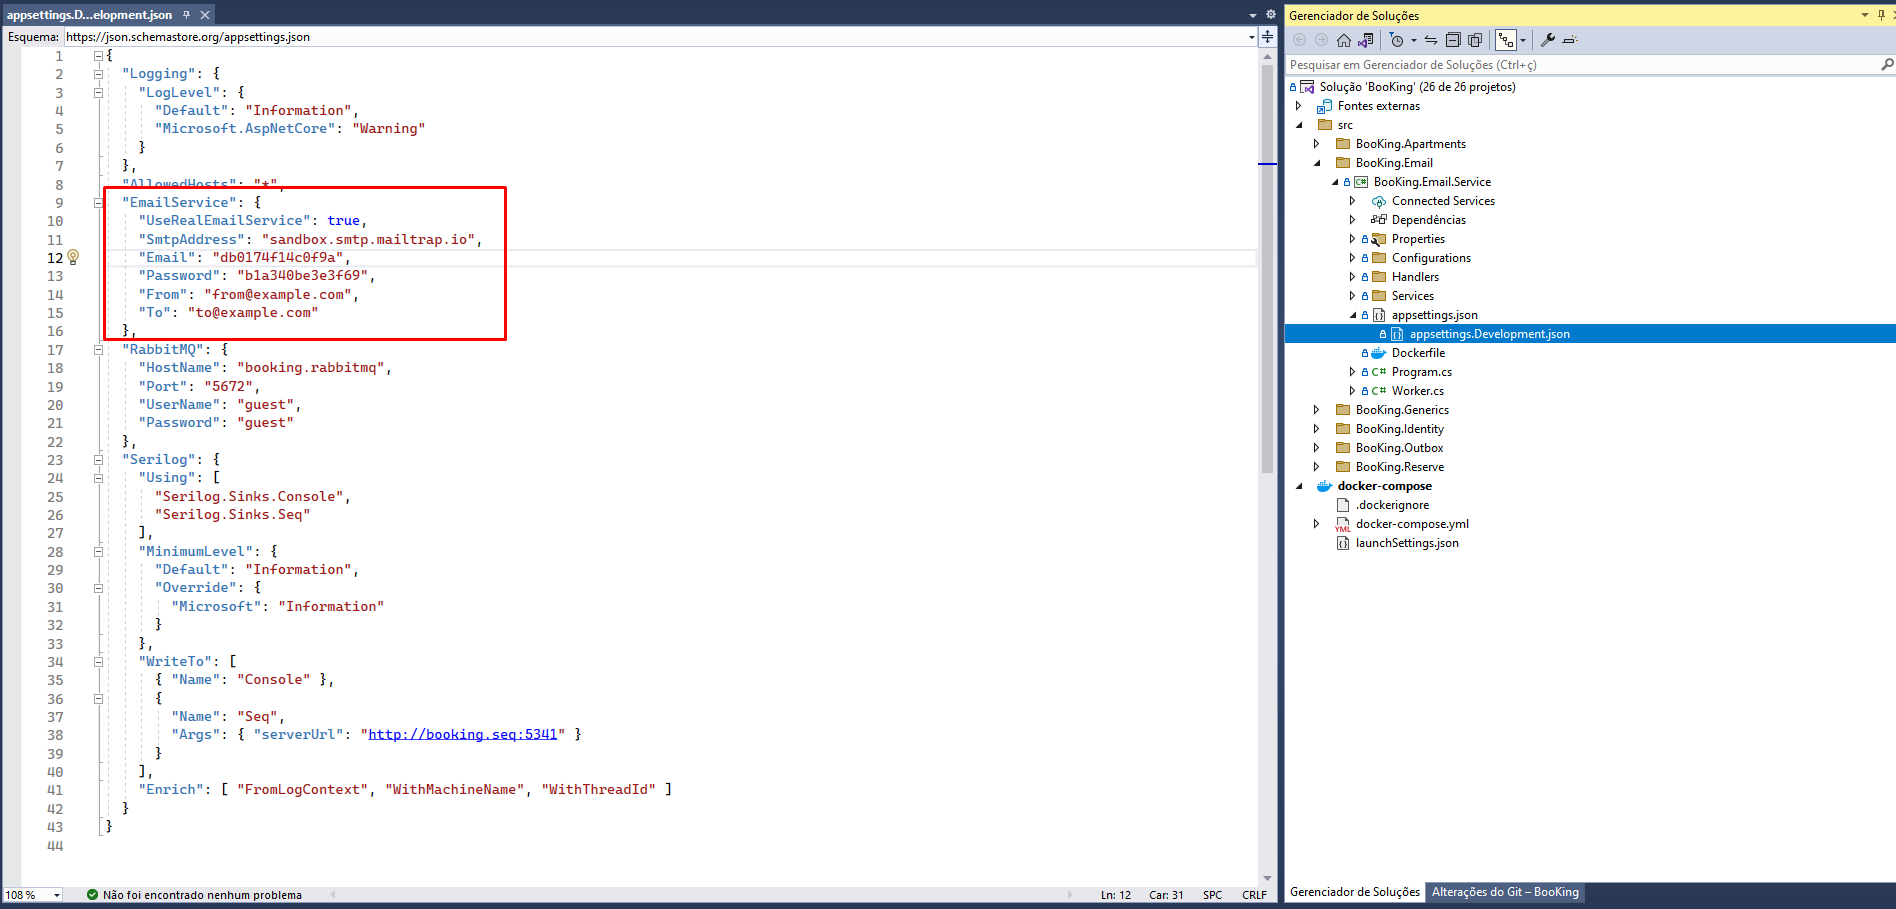 appsettings.D...elopment.json
Esquema: https://json.schemastore.org/appsettings.json
1 {
2 "Logging": {
3 "LogLevel": {
4 "Default": "Information",
5 "Microsoft.AspNetCore": "Warning"
6 }
7 },
8 "AllowedHosts": "*",
9 "EmailService": {
10 "UseRealEmailService": true,
11 "SmtpAddress": "sandbox.smtp.mailtrap.io",
12 "Email": "db0174f14c0f9a",
13 "Password": "b1a340be3e3f69",
14 "From": "from@example.com",
15 "To": "to@example.com"
16 },
17 "RabbitMQ": {
18 "HostName": "booking.rabbitmq",
19 "Port": "5672",
20 "UserName": "guest",
21 "Password": "guest"
22 },
23 "Serilog": {
24 "Using": [
25 "Serilog.Sinks.Console",
26 "Serilog.Sinks.Seq"
27 ],
28 "MinimumLevel": {
29 "Default": "Information",
30 "Override": {
31 "Microsoft": "Information"
32 }
33 },
34 "WriteTo": [
35 { "Name": "Console" },
36 {
37 "Name": "Seq",
38 "Args": { "serverUrl": "http://booking.seq:5341" }
39 }
40 ],
41 "Enrich": [ "FromLogContext", "WithMachineName", "WithThreadId" ]
42 }
43 }
44
108 %
Não foi encontrado nenhum problema
Ln: 12 Car: 31 SPC CRLF
Gerenciador de Soluções
Pesquisar em Gerenciador de Soluções (Ctrl+ç)
Solução 'BooKing' (26 de 26 projetos)
Fontes externas
src
BooKing.Apartments
BooKing.Email
C# BooKing.Email.Service
Connected Services
Dependências
Properties
Configurations
Handlers
Services
appsettings.json
appsettings.Development.json
Dockerfile
C# Program.cs
C# Worker.cs
BooKing.Generics
BooKing.Identity
BooKing.Outbox
BooKing.Reserve
docker-compose
.dockerignore
YML docker-compose.yml
launchSettings.json
Gerenciador de Soluções
Alterações do Git – BooKing